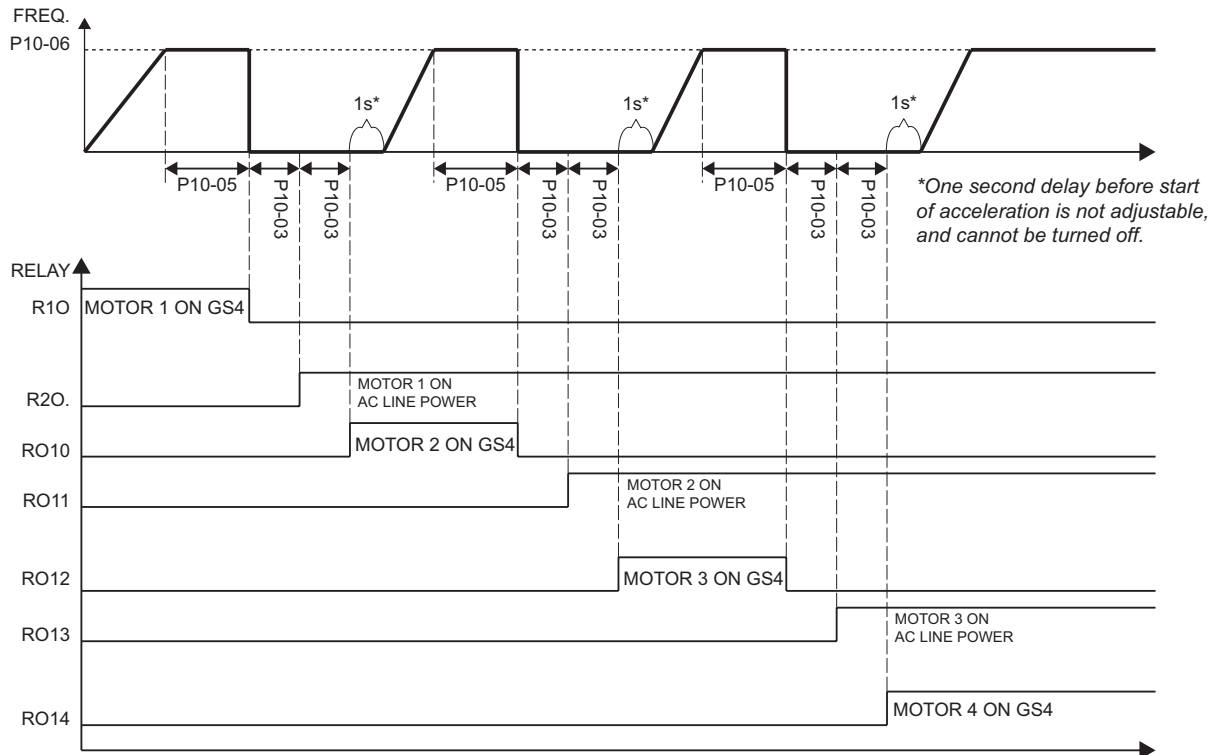 FREQ.
P10-06
1s*
1s*
1s*
P10-05
P10-03
P10-03
P10-05
P10-03
P10-03
P10-05
P10-03
P10-03
*One second delay before start
of acceleration is not adjustable,
and cannot be turned off.
RELAY
R1O MOTOR 1 ON GS4
R2O. MOTOR 1 ON
AC LINE POWER
RO10 MOTOR 2 ON GS4
RO11 MOTOR 2 ON
AC LINE POWER
RO12 MOTOR 3 ON GS4
RO13 MOTOR 3 ON
AC LINE POWER
RO14 MOTOR 4 ON GS4